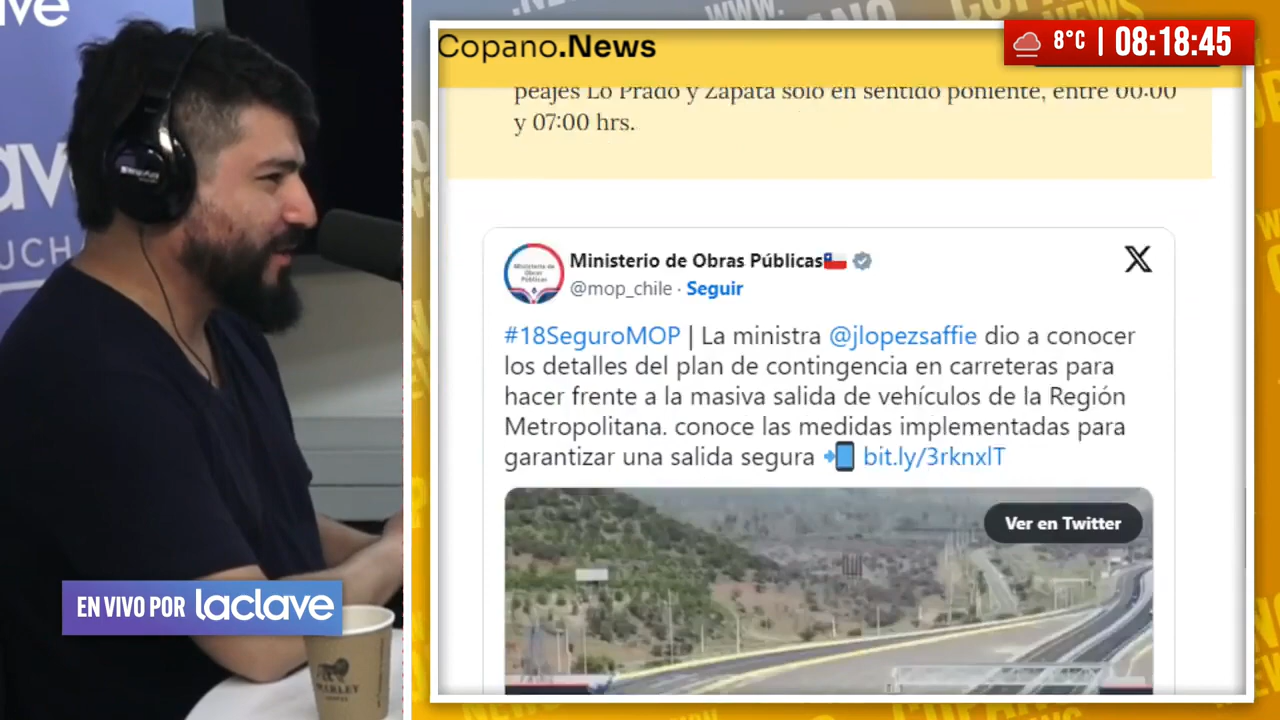 Copano.News
8°C | 08:18:45
peajes Lo Prado y Zapata solo en sentido poniente, entre 00:00
y 07:00 hrs.
Ministerio de Obras Públicas
@mop_chile · Seguir
#18SeguroMOP | La ministra @jlopezsaffie dio a conocer
los detalles del plan de contingencia en carreteras para
hacer frente a la masiva salida de vehículos de la Región
Metropolitana. conoce las medidas implementadas para
garantizar una salida segura bit.ly/3rknxlT
Ver en Twitter
EN VIVO POR laclave